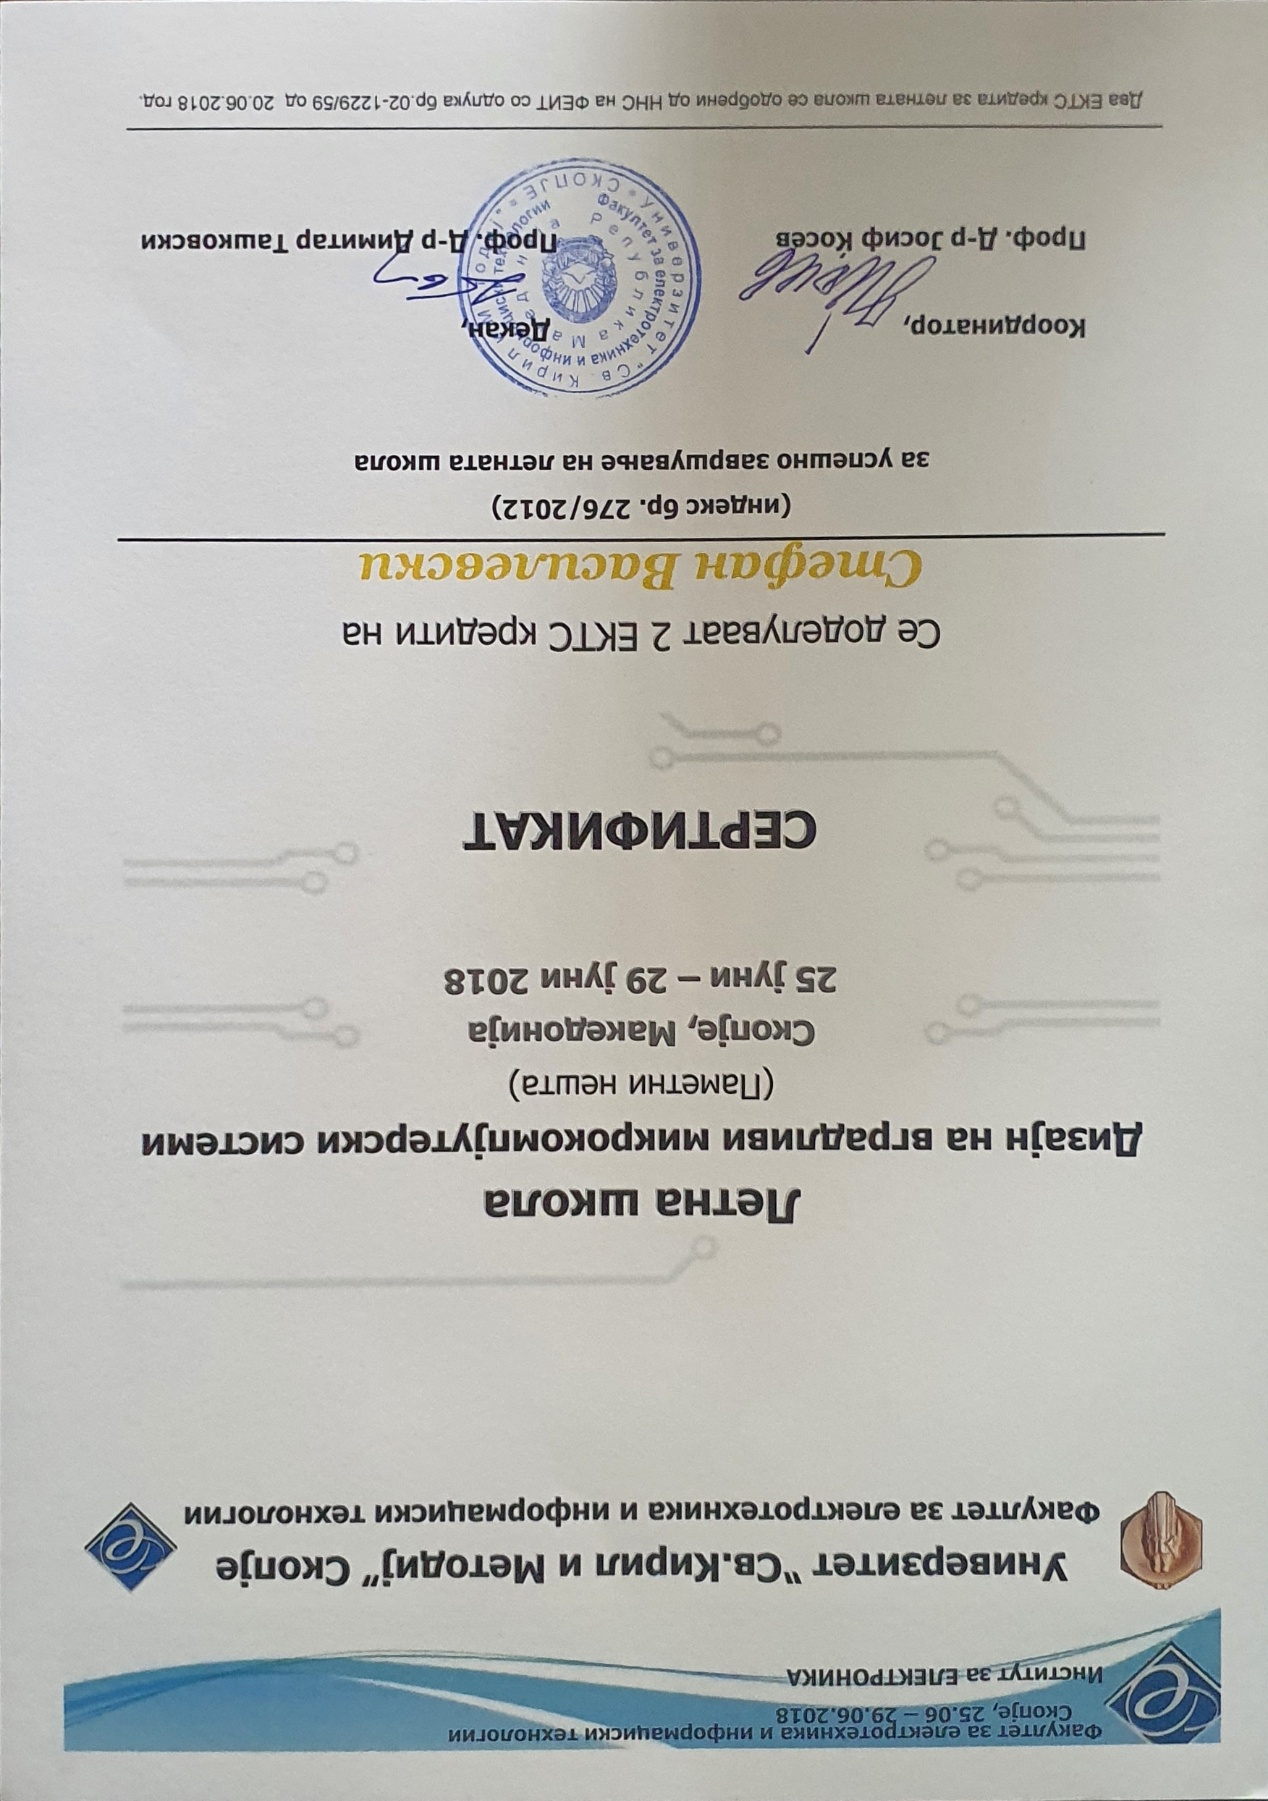 Факултет за електротехника и информациски технологии
Скопје, 25.06 – 29.06.2018
Институт за ЕЛЕКТРОНИКА
Универзитет "Св.Кирил и Методиј" Скопје
Факултет за електротехника и информациски технологии
Летна школа
Дизајн на вградливи микрокомпјутерски системи
(Паметни нешта)
Скопје, Македонија
25 јуни – 29 јуни 2018
СЕРТИФИКАТ
Се доделуваат 2 ЕКТС кредити на
Стефан Василевски
(индекс бр. 276/2012)
за успешно завршување на летната школа
Координатор,
Проф. Д-р Јосиф Ќосев
Декан,
Проф. Д-р Димитар Ташковски
Универзитет "Св. Кирил и Методиј" * СКОПЈЕ *
Факултет за електротехника и информациски технологии
Република Македонија
Два ЕКТС кредита за летната школа се одобрени од ННС на ФЕИТ со одлука бр.02-1229/59 од 20.06.2018 год.